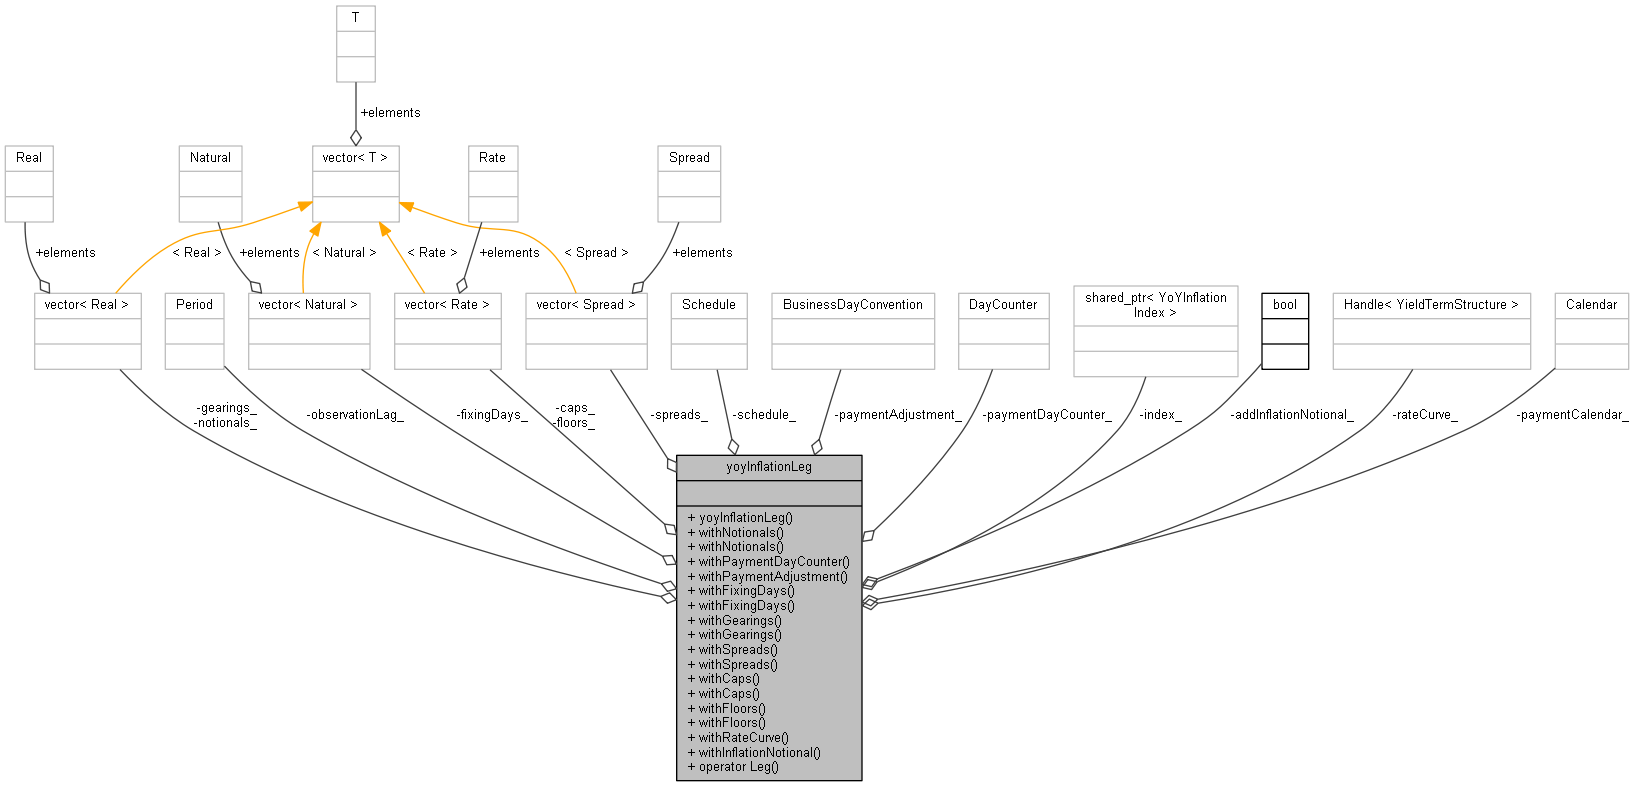 T
+elements
Real
Natural
vector< T >
Rate
Spread
+elements
< Real >
+elements
< Natural >
< Rate >
+elements
< Spread >
+elements
vector< Real >
Period
vector< Natural >
vector< Rate >
vector< Spread >
Schedule
BusinessDayConvention
DayCounter
shared_ptr< YoYInflation
Index >
bool
Handle< YieldTermStructure >
Calendar
-gearings_
-notionals_
-observationLag_
-fixingDays_
-caps_
-floors_
-spreads_
-schedule_
-paymentAdjustment_
-paymentDayCounter_
-index_
-addInflationNotional_
-rateCurve_
-paymentCalendar_
yoyInflationLeg
+ yoyInflationLeg()
+ withNotionals()
+ withNotionals()
+ withPaymentDayCounter()
+ withPaymentAdjustment()
+ withFixingDays()
+ withFixingDays()
+ withGearings()
+ withGearings()
+ withSpreads()
+ withSpreads()
+ withCaps()
+ withCaps()
+ withFloors()
+ withFloors()
+ withRateCurve()
+ withInflationNotional()
+ operator Leg()